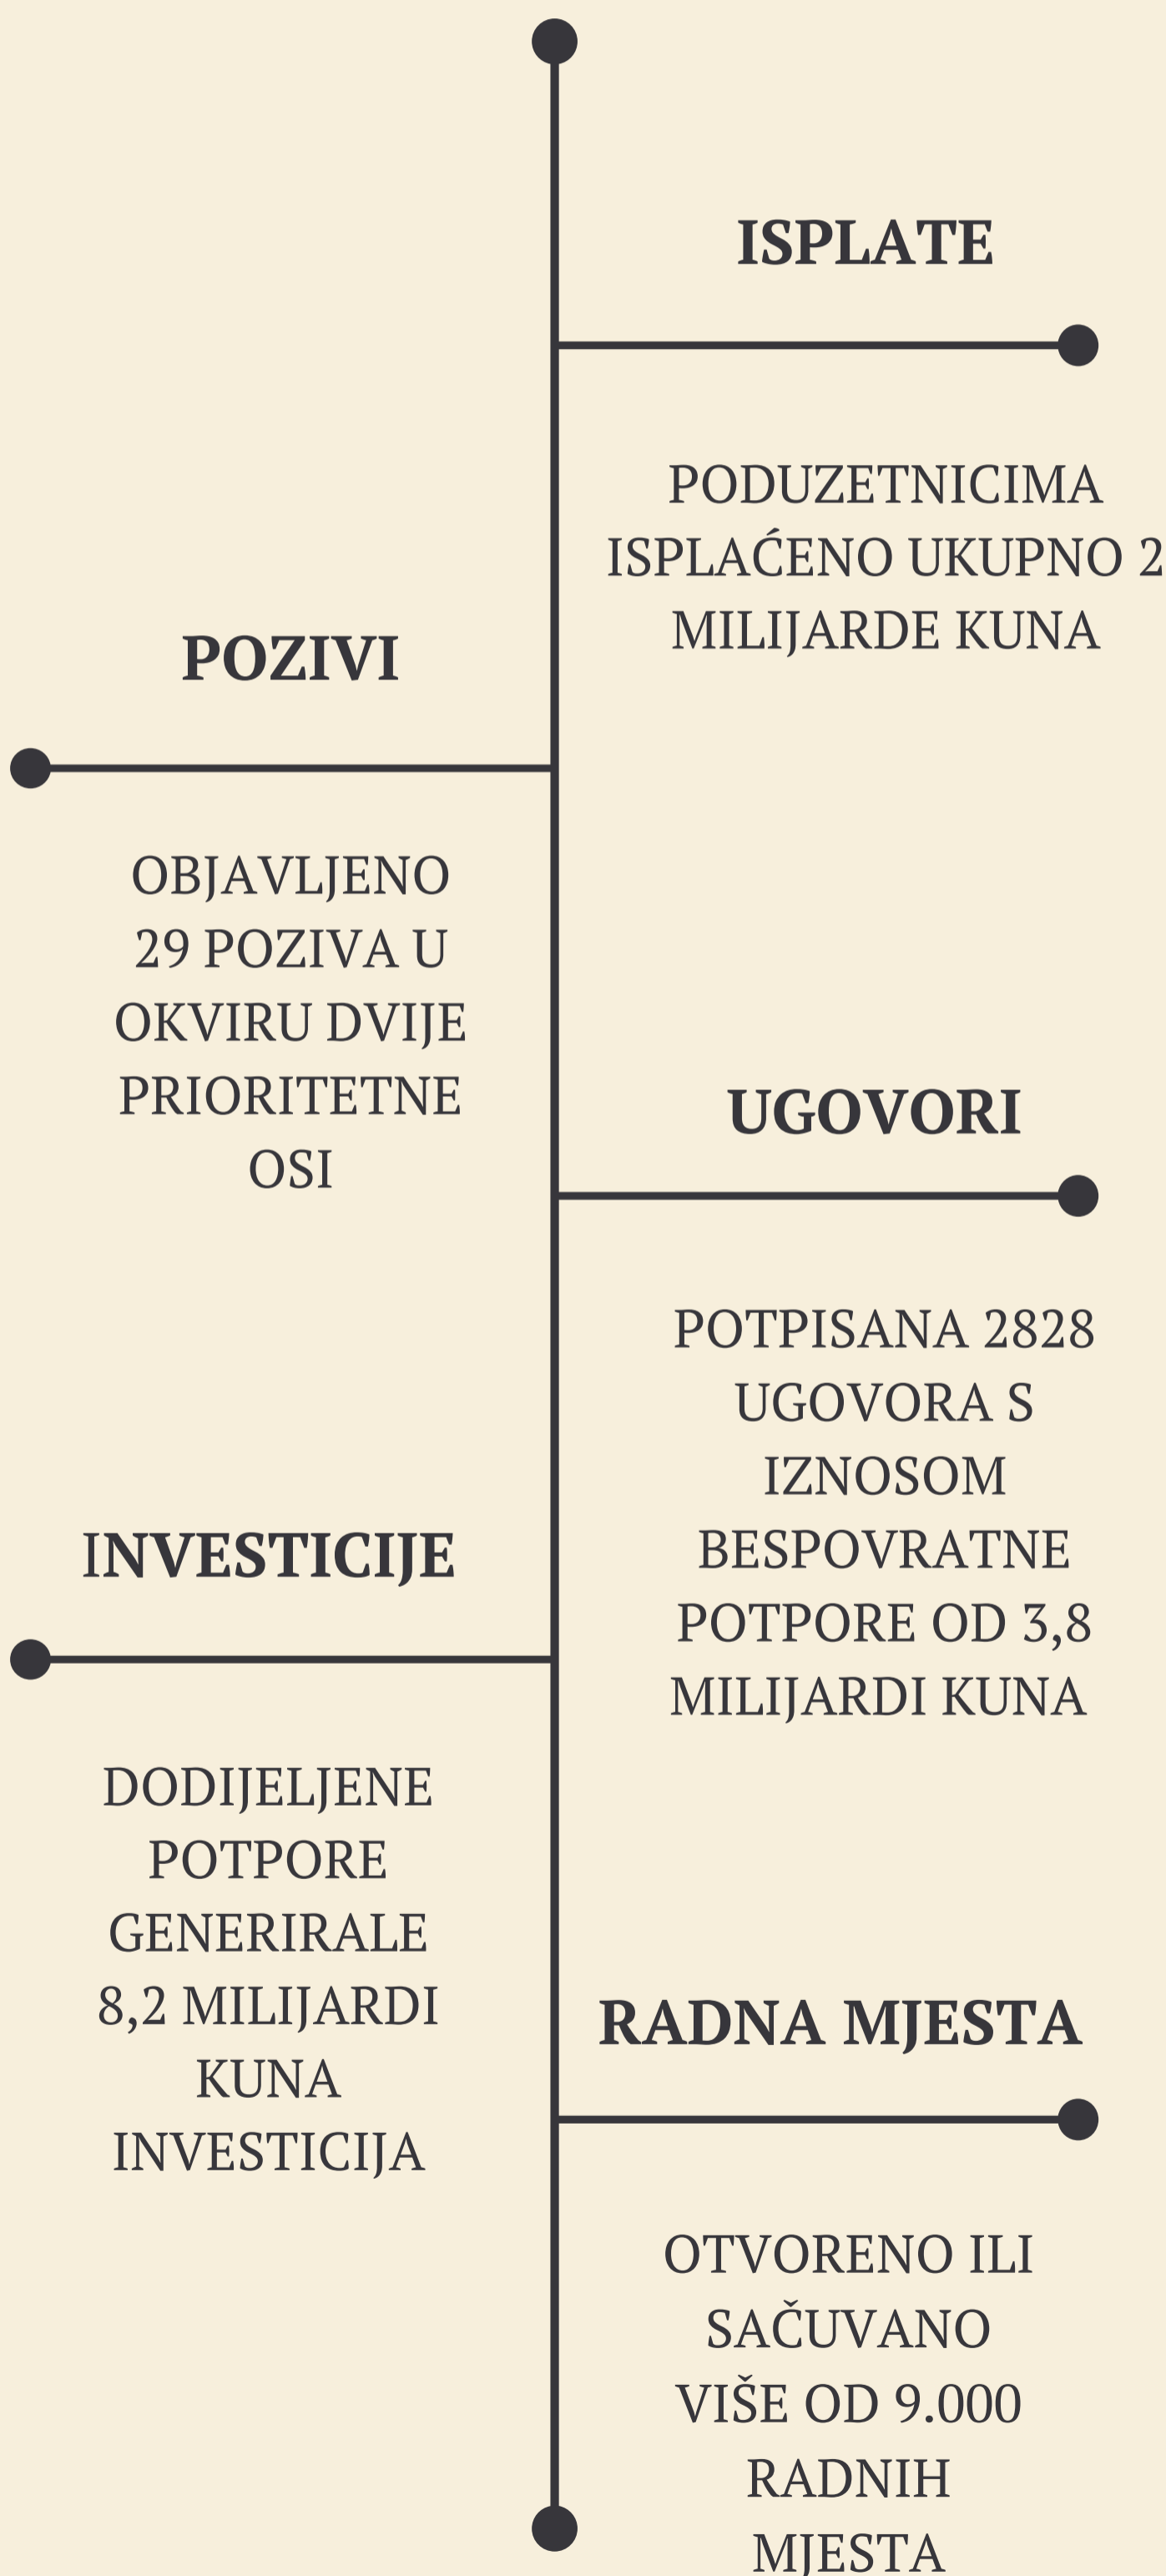 ISPLATE
PODUZETNICIMA
ISPLAĆENO UKUPNO 2
MILIJARDE KUNA
POZIVI
OBJAVLJENO
29 POZIVA U
OKVIRU DVIJE
PRIORITETNE
OSI
UGOVORI
POTPISANA 2828
UGOVORA S
IZNOSOM
BESPOVRATNE
POTPORE OD 3,8
MILIJARDI KUNA
INVESTICIJE
DODIJELJENE
POTPORE
GENERIRALE
8,2 MILIJARDI
KUNA
INVESTICIJA
RADNA MJESTA
OTVORENO ILI
SAČUVANO
VIŠE OD 9.000
RADNIH
MJESTA